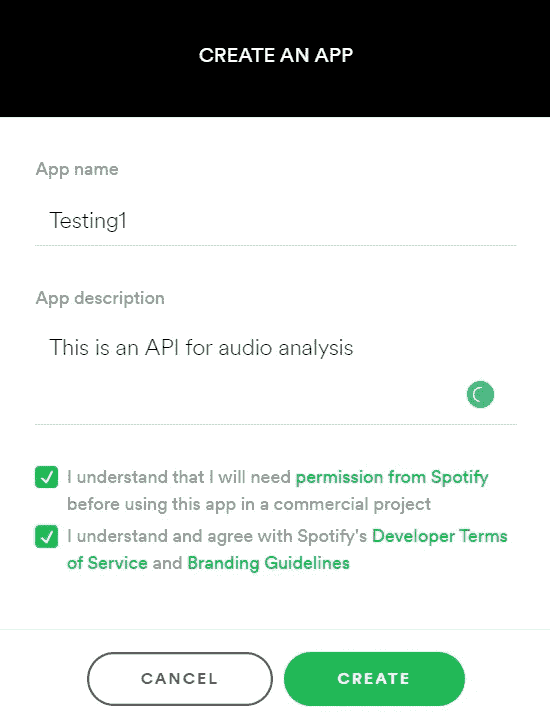 CREATE AN APP
App name
Testing1
App description
This is an API for audio analysis
I understand that I will need permission from Spotify
before using this app in a commercial project
I understand and agree with Spotify's Developer Terms
of Service and Branding Guidelines
CANCEL
CREATE